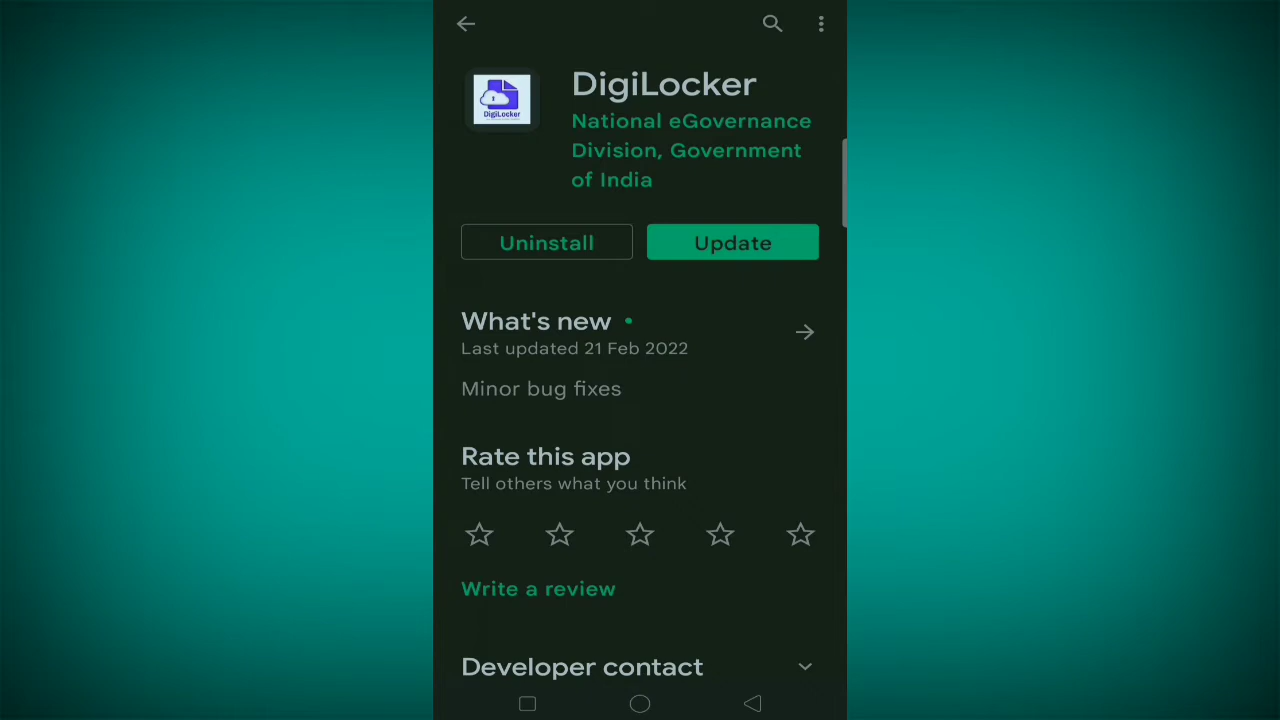 DigiLocker
DigiLocker
National eGovernance
Division, Government
of India
Uninstall
Update
What's new
Last updated 21 Feb 2022
Minor bug fixes
Rate this app
Tell others what you think
Write a review
Developer contact